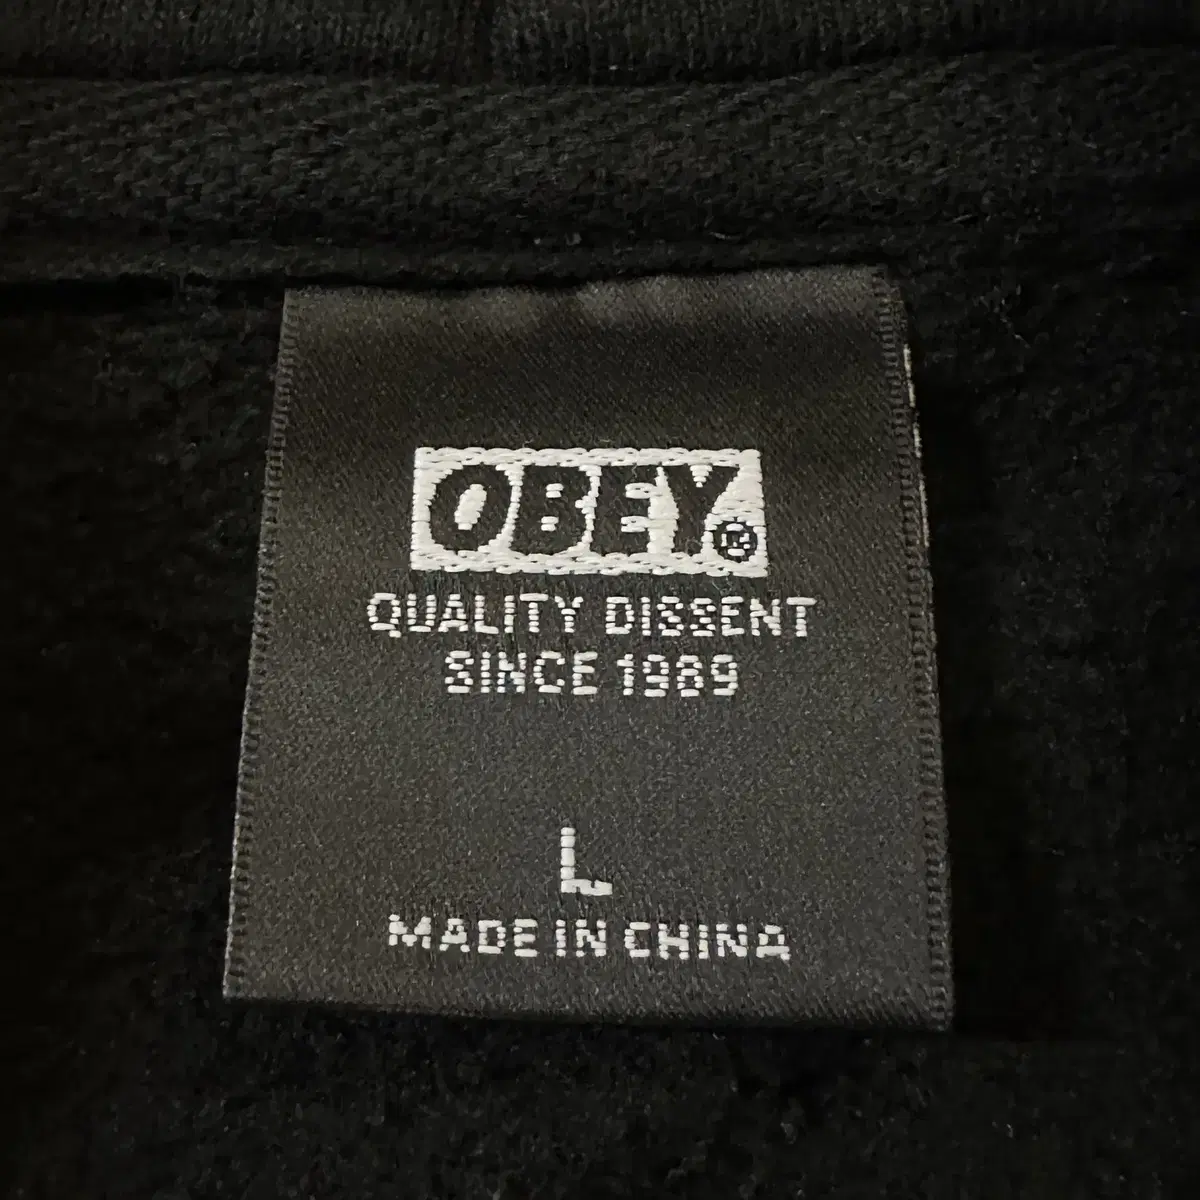 OBEY®
QUALITY DISSENT
SINCE 1989
L
MADE IN CHINA